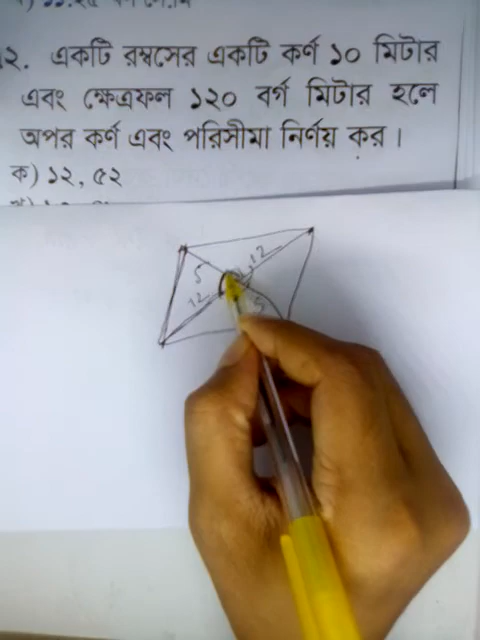 ২. একটি রম্বসের একটি কর্ণ ১০ মিটার
এবং ক্ষেত্রফল ১২০ বর্গ মিটার হলে
অপর কর্ণ এবং পরিসীমা নির্ণয় কর।
ক) ১২, ৫২
5
12
12
5